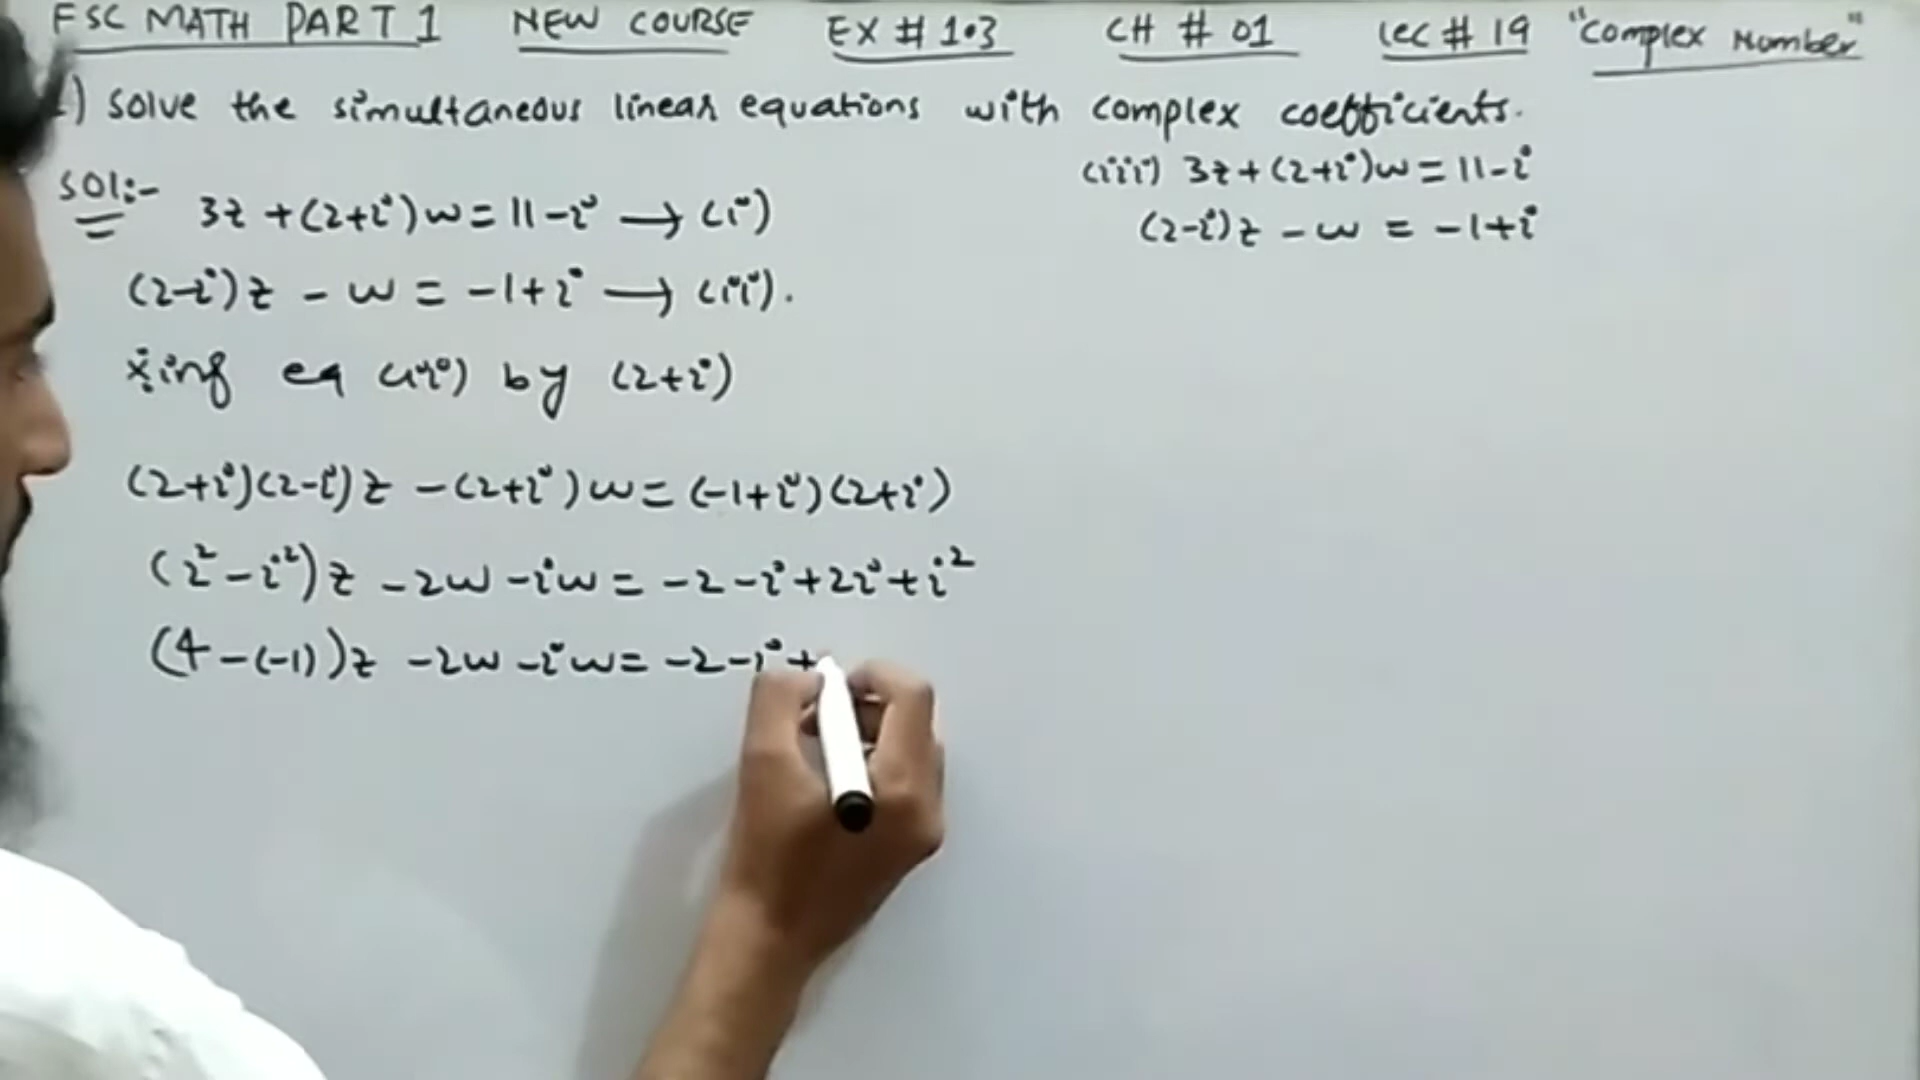 FSC MATH PART 1 NEW COURSE EX # 1.3 CH # 01 Lec # 19 "Complex Number"
) Solve the simultaneous linear equations with complex coefficients.
(iii) 3z+(2+i)w=11-i
(2-i)z - w = -1+i
SOl:- 3z +(2+i)w=11-i → (i)
(2-i)z - w = -1+i → (ii).
xing eq (ii) by (2+i)
(2+i)(2-i)z -(2+i)w=(-1+i)(2+i)
(2²-i²)z -2w -iw = -2-i+2i+i²
(4-(-1))z -2w -iw= -2-i+